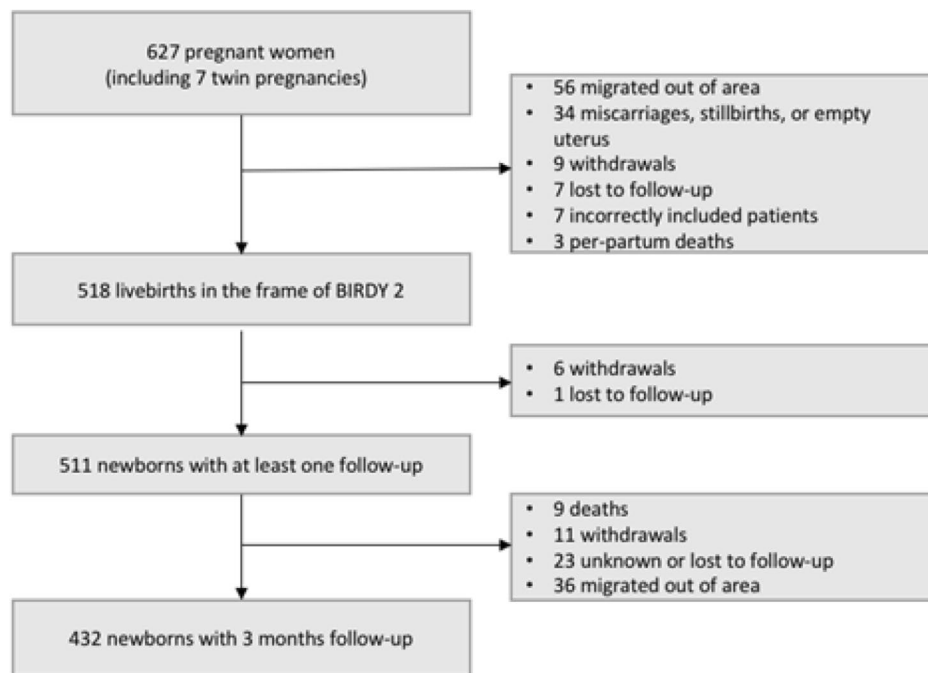 627 pregnant women
(including 7 twin pregnancies)
• 56 migrated out of area
• 34 miscarriages, stillbirths, or empty
uterus
• 9 withdrawals
• 7 lost to follow-up
• 7 incorrectly included patients
• 3 per-partum deaths
518 livebirths in the frame of BIRDY 2
• 6 withdrawals
• 1 lost to follow-up
511 newborns with at least one follow-up
• 9 deaths
• 11 withdrawals
• 23 unknown or lost to follow-up
• 36 migrated out of area
432 newborns with 3 months follow-up